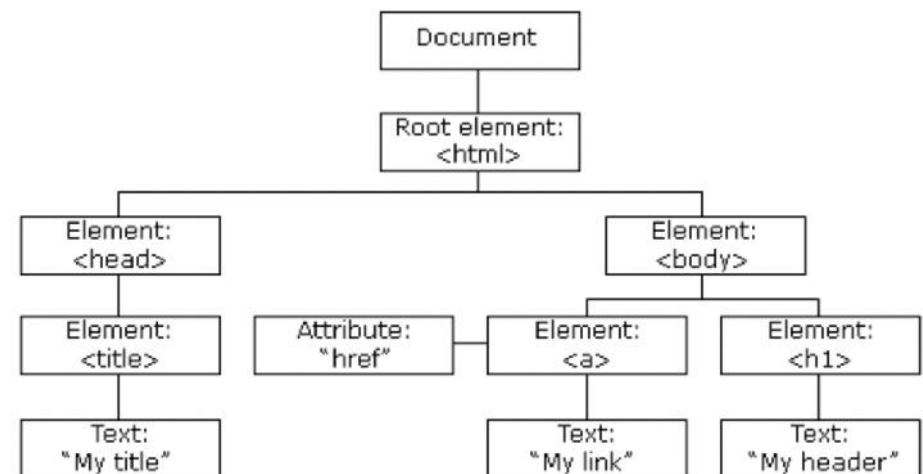 Document
Root element:
<html>
Element:
<head>
Element:
<body>
Element:
<title>
Attribute:
“href”
Element:
<a>
Element:
<h1>
Text:
“My title”
Text:
“My link”
Text:
“My header”